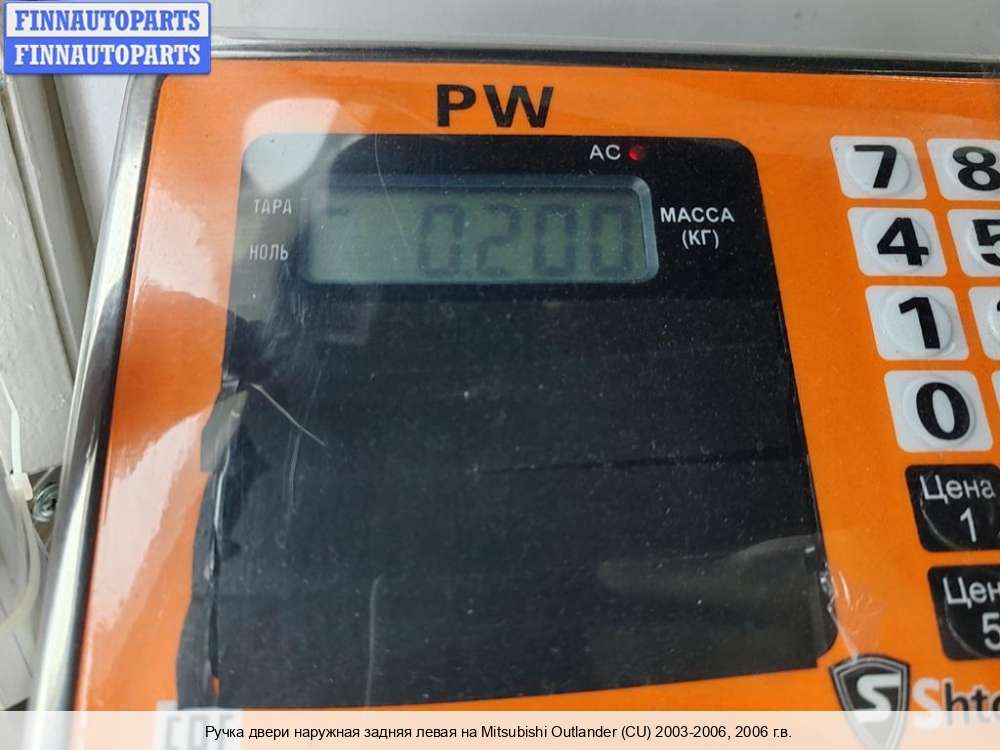 FINNAUTOPARTS
FINNAUTOPARTS
PW
AC
ТАРА
НОЛЬ
0.200
МАССА
(КГ)
7 8
4 5
1
0
Цена
1
5
S
EAC
Ручка двери наружная задняя левая на Mitsubishi Outlander (CU) 2003-2006, 2006 г.в.